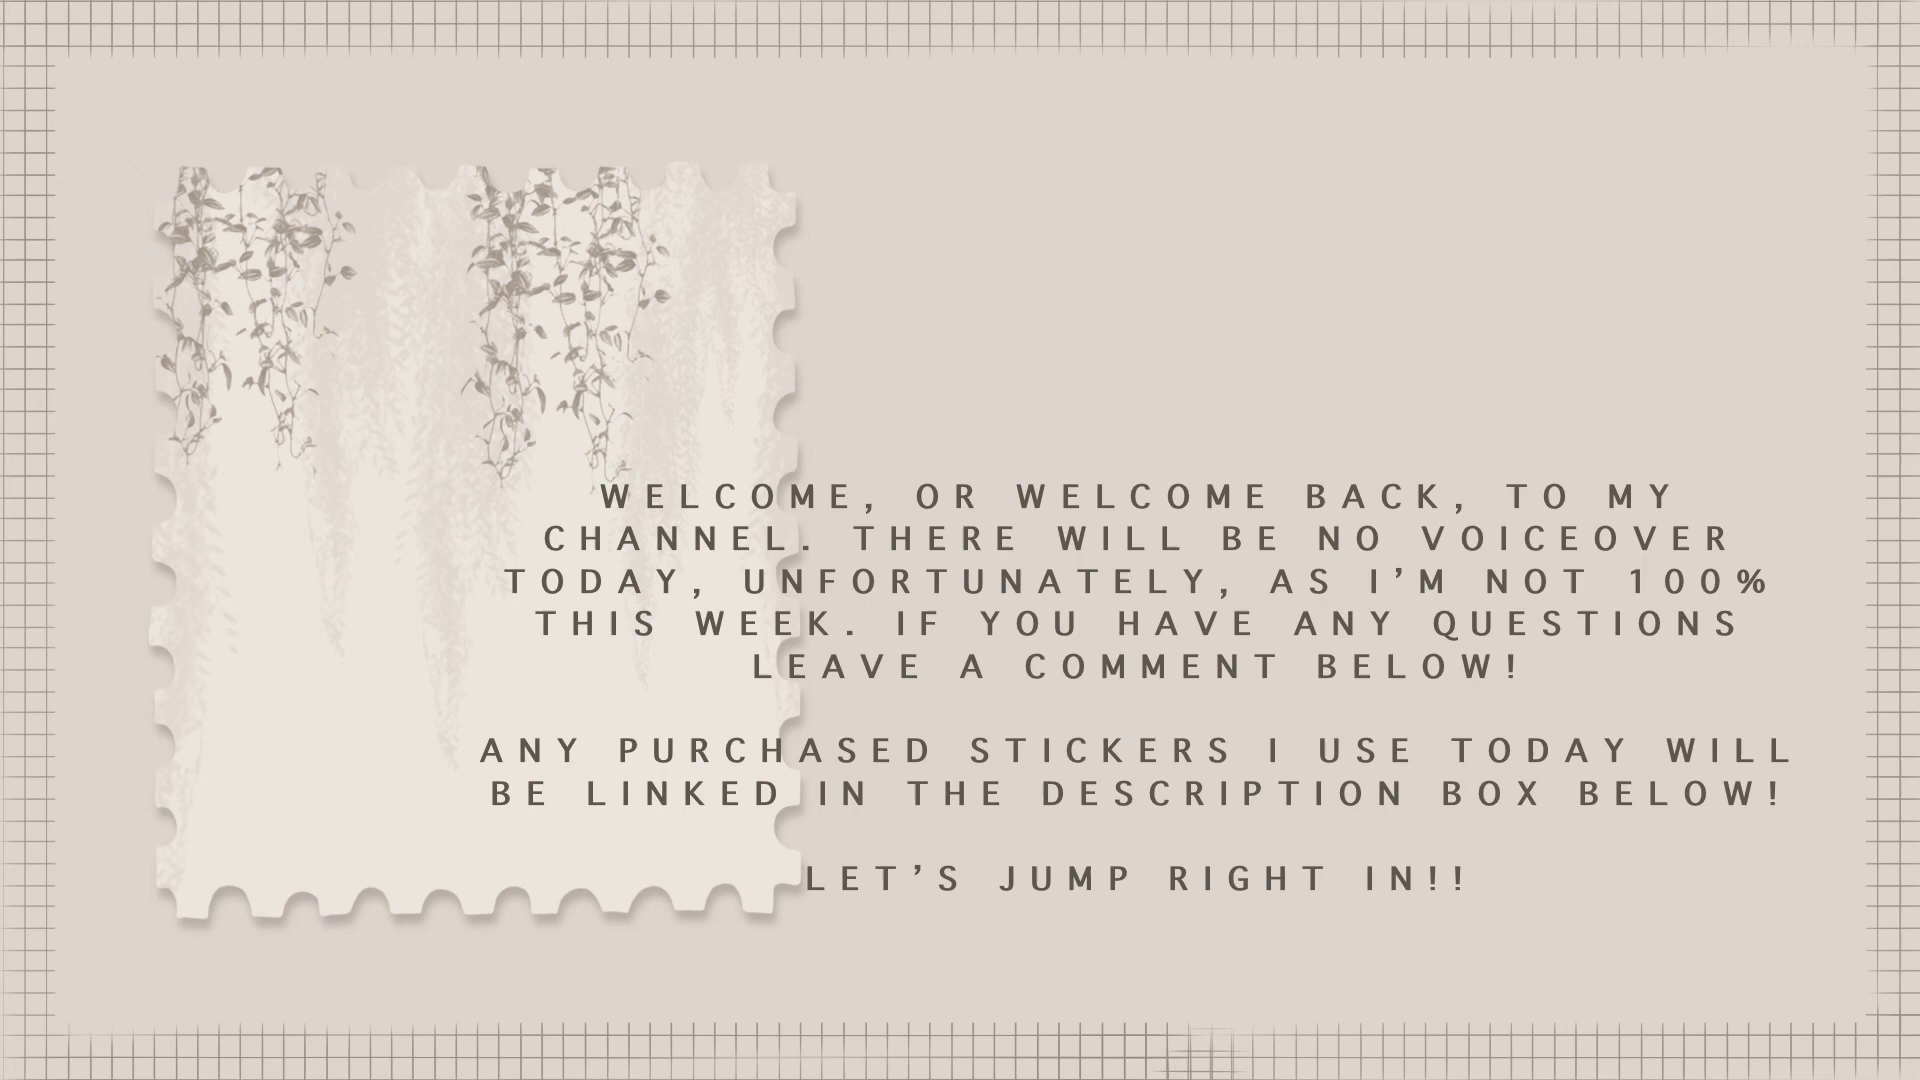 WELCOME, OR WELCOME BACK, TO MY
CHANNEL. THERE WILL BE NO VOICEOVER
TODAY, UNFORTUNATELY, AS I’M NOT 100%
THIS WEEK. IF YOU HAVE ANY QUESTIONS
LEAVE A COMMENT BELOW!
ANY PURCHASED STICKERS I USE TODAY WILL
BE LINKED IN THE DESCRIPTION BOX BELOW!
LET’S JUMP RIGHT IN!!